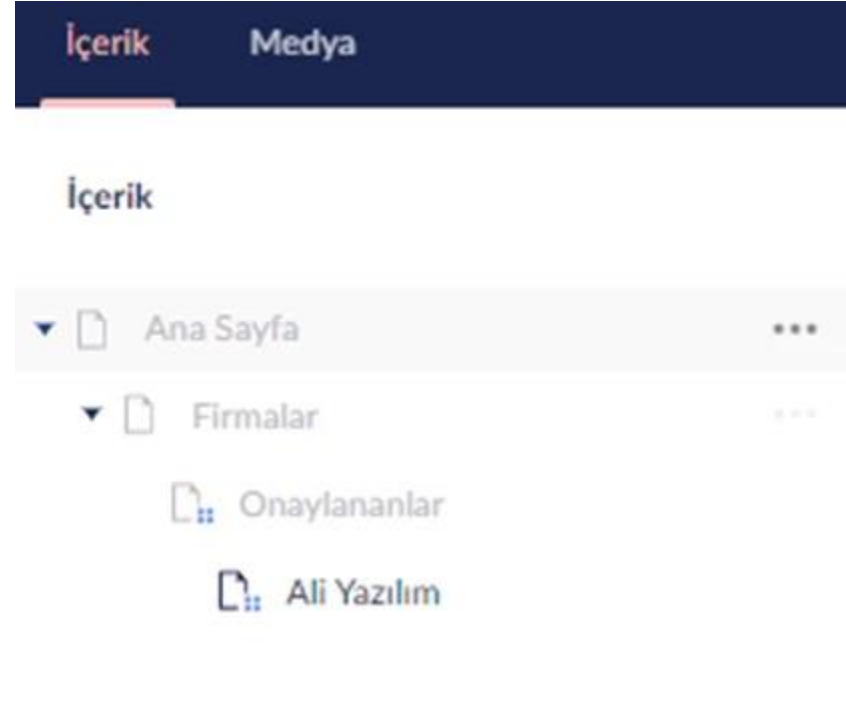 İçerik Medya
İçerik
Ana Sayfa
Firmalar
Onaylananlar
Ali Yazılım